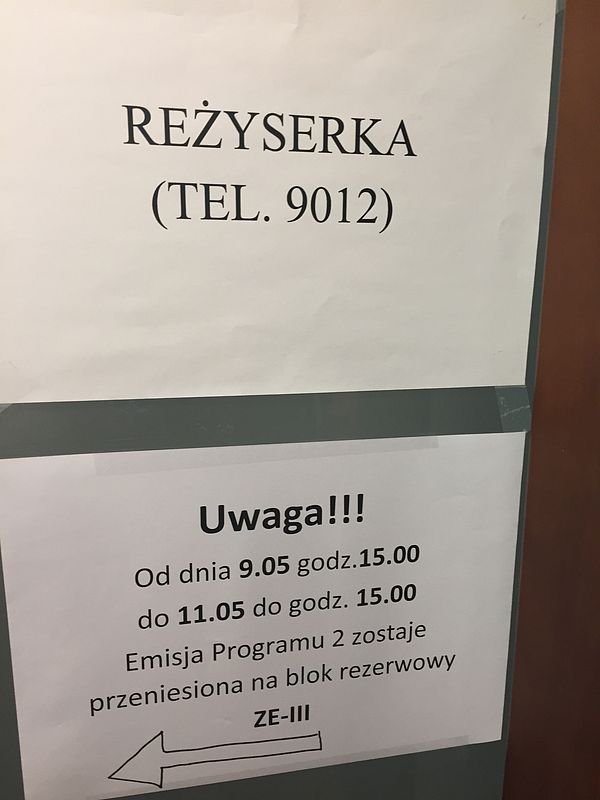 REŻYSERKA
(TEL. 9012)
Uwaga!!!
Od dnia 9.05 godz.15.00
do 11.05 do godz. 15.00
Emisja Programu 2 zostaje
przeniesiona na blok rezerwowy
ZE-III